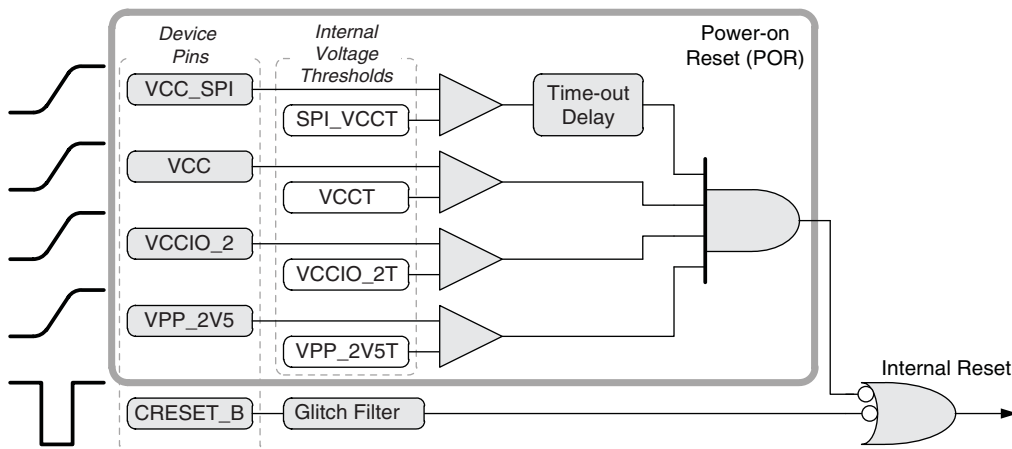 Device
Pins
Internal
Voltage
Thresholds
Power-on
Reset (POR)
VCC_SPI
SPI_VCCT
Time-out
Delay
VCC
VCCT
VCCIO_2
VCCIO_2T
VPP_2V5
VPP_2V5T
Internal Reset
CRESET_B
Glitch Filter